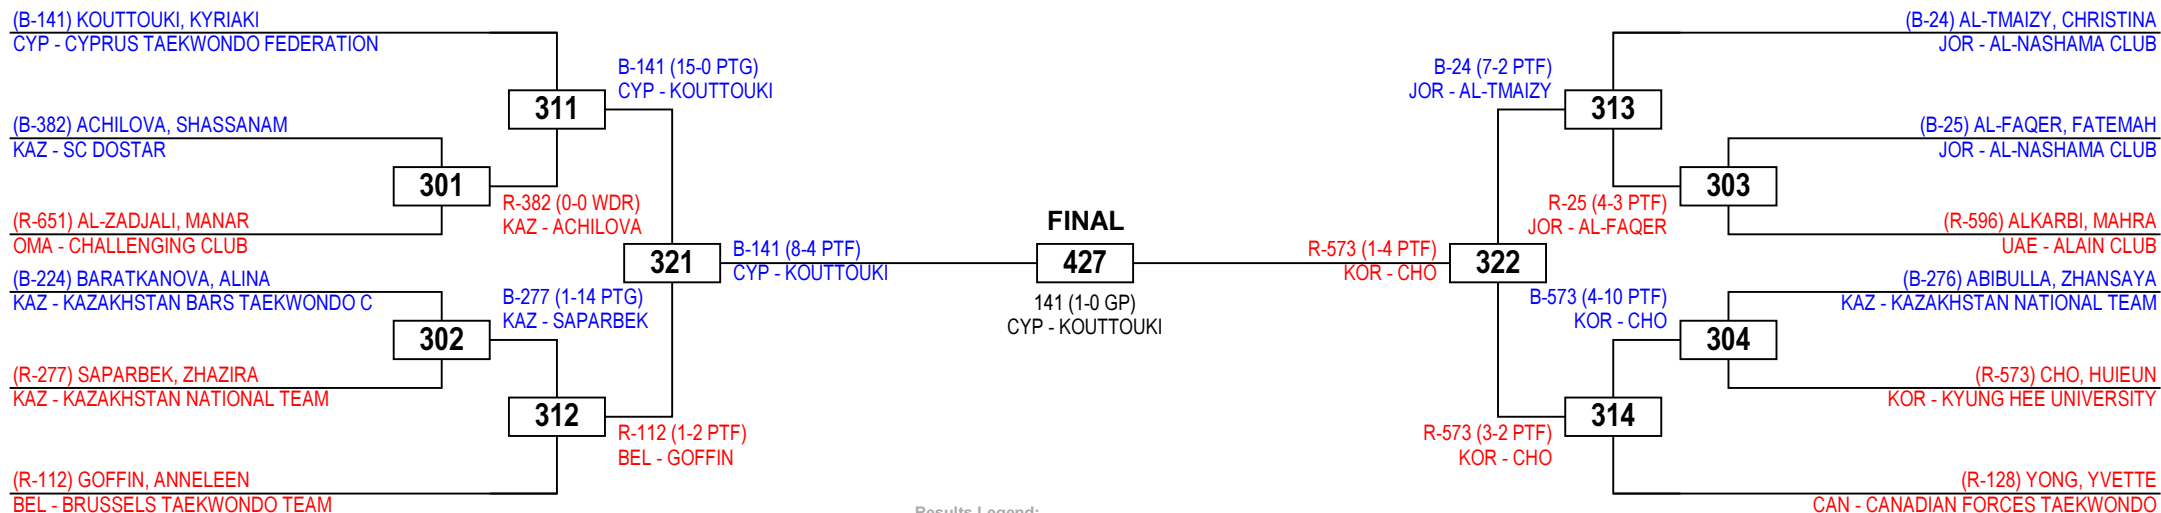 (B-141) KOUTTOUKI, KYRIAKI
CYP - CYPRUS TAEKWONDO FEDERATION
B-141 (15-0 PTG)
CYP - KOUTTOUKI
311
(B-382) ACHILOVA, SHASSANAM
KAZ - SC DOSTAR
301
R-382 (0-0 WDR)
KAZ - ACHILOVA
(R-651) AL-ZADJALI, MANAR
OMA - CHALLENGING CLUB
321
B-141 (8-4 PTF)
CYP - KOUTTOUKI
(B-224) BARATKANOVA, ALINA
KAZ - KAZAKHSTAN BARS TAEKWONDO C
B-277 (1-14 PTG)
KAZ - SAPARBEK
302
(R-277) SAPARBEK, ZHAZIRA
KAZ - KAZAKHSTAN NATIONAL TEAM
312
R-112 (1-2 PTF)
BEL - GOFFIN
(R-112) GOFFIN, ANNELEEN
BEL - BRUSSELS TAEKWONDO TEAM
FINAL
427
141 (1-0 GP)
CYP - KOUTTOUKI
(B-24) AL-TMAIZY, CHRISTINA
JOR - AL-NASHAMA CLUB
B-24 (7-2 PTF)
JOR - AL-TMAIZY
313
(B-25) AL-FAQER, FATEMAH
JOR - AL-NASHAMA CLUB
303
R-25 (4-3 PTF)
JOR - AL-FAQER
(R-596) ALKARBI, MAHRA
UAE - ALAIN CLUB
R-573 (1-4 PTF)
KOR - CHO
322
(B-276) ABIBULLA, ZHANSAYA
KAZ - KAZAKHSTAN NATIONAL TEAM
B-573 (4-10 PTF)
KOR - CHO
304
(R-573) CHO, HUIEUN
KOR - KYUNG HEE UNIVERSITY
314
R-573 (3-2 PTF)
KOR - CHO
(R-128) YONG, YVETTE
CAN - CANADIAN FORCES TAEKWONDO
Results Legend: